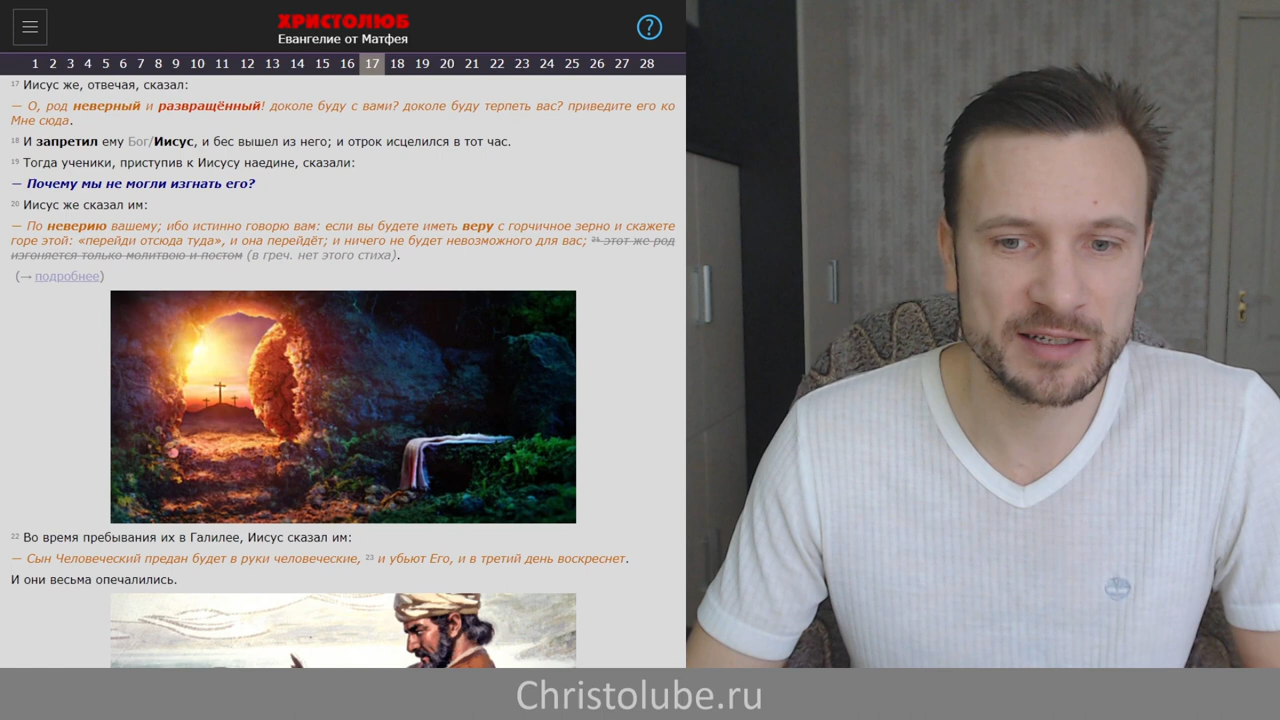 ХРИСТОЛЮБ
Евангелие от Матфея
?
1 2 3 4 5 6 7 8 9 10 11 12 13 14 15 16 17 18 19 20 21 22 23 24 25 26 27 28
17 Иисус же, отвечая, сказал:
— О, род неверный и развращённый! доколе буду с вами? доколе буду терпеть вас? приведите его ко
Мне сюда.
18 И запретил ему Бог/Иисус, и бес вышел из него; и отрок исцелился в тот час.
19 Тогда ученики, приступив к Иисусу наедине, сказали:
— Почему мы не могли изгнать его?
20 Иисус же сказал им:
— По неверию вашему; ибо истинно говорю вам: если вы будете иметь веру с горчичное зерно и скажете
горе этой: «перейди отсюда туда», и она перейдёт; и ничего не будет невозможного для вас; 21 этот же род
изгоняется только молитвою и постом (в греч. нет этого стиха).
(→ подробнее)
22 Во время пребывания их в Галилее, Иисус сказал им:
— Сын Человеческий предан будет в руки человеческие, 23 и убьют Его, и в третий день воскреснет.
И они весьма опечалились.
Christolube.ru